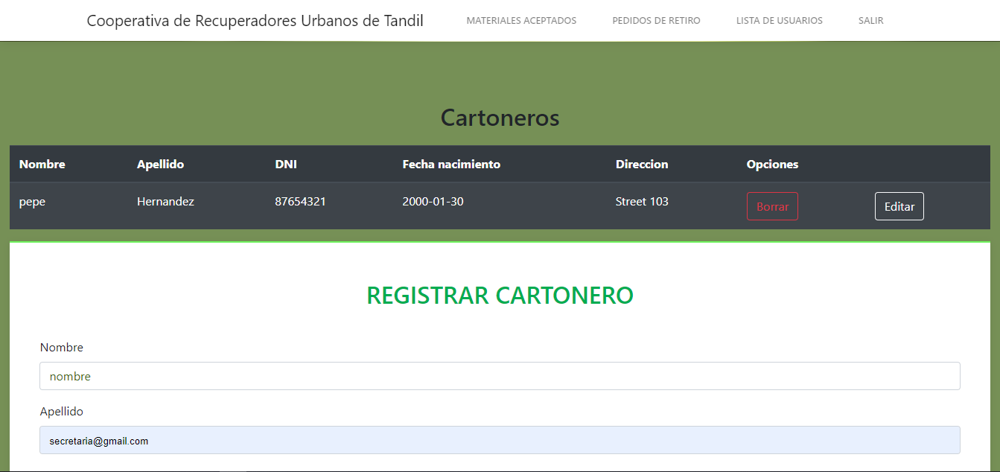 Cooperativa de Recuperadores Urbanos de Tandil MATERIALES ACEPTADOS PEDIDOS DE RETIRO LISTA DE USUARIOS SALIR
Cartoneros
Nombre Apellido DNI Fecha nacimiento Direccion Opciones
pepe Hernandez 87654321 2000-01-30 Street 103 Borrar Editar
REGISTRAR CARTONERO
Nombre
nombre
Apellido
secretaria@gmail.com